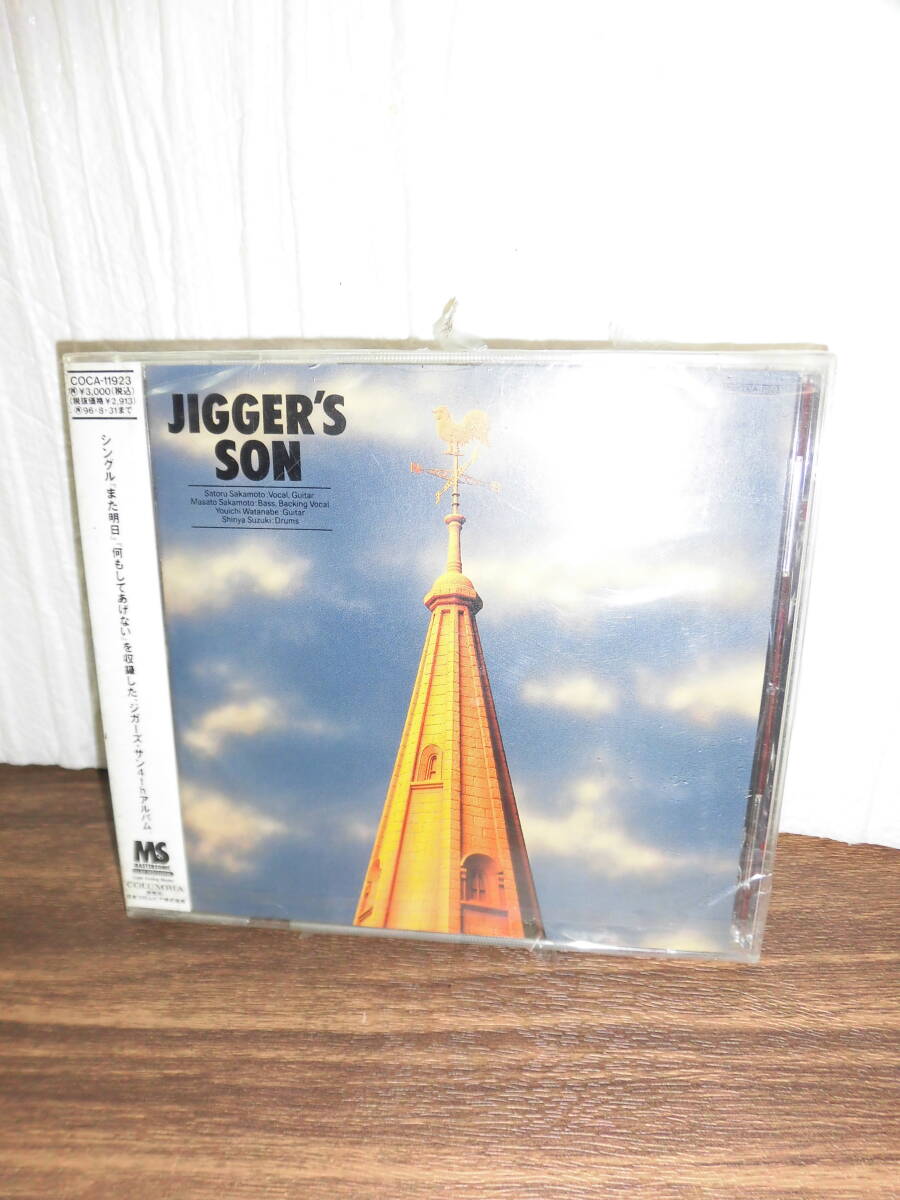 COCA-11923
¥3,000(税込)
(税抜価格¥2,913)
96・8・31まで
シングル「また明日」「何もしてあげない」を収録した、ジガーズ・サン4thアルバム
MS
MASTERSONIC
COLUMBIA
JIGGER'S
SON
Satoru Sakamoto:Vocal, Guitar
Masato Sakamoto:Bass, Backing Vocal
Youichi Watanabe:Guitar
Shinya Suzuki:Drums